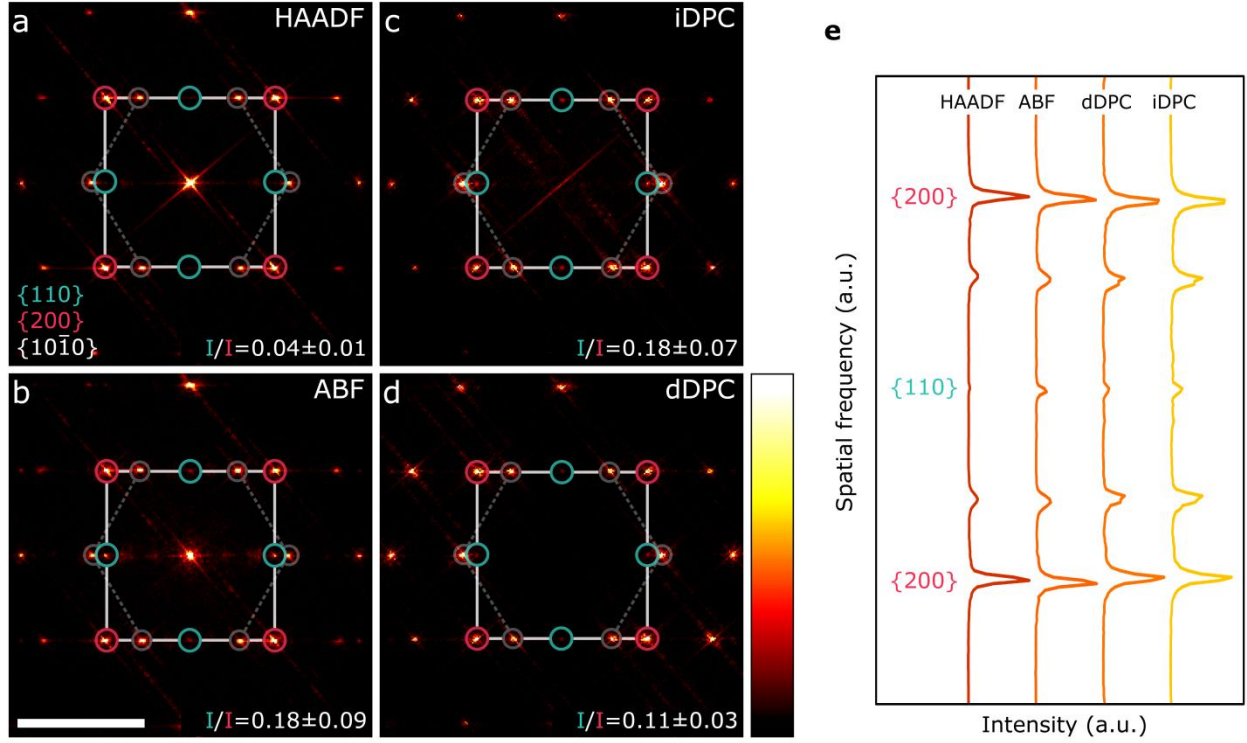 a
HAADF
{110}
{200}
{101̄0}
I/I=0.04±0.01
c
iDPC
I/I=0.18±0.07
b
ABF
I/I=0.18±0.09
d
dDPC
I/I=0.11±0.03
e
HAADF ABF dDPC iDPC
{200}
{110}
{200}
Spatial frequency (a.u.)
Intensity (a.u.)